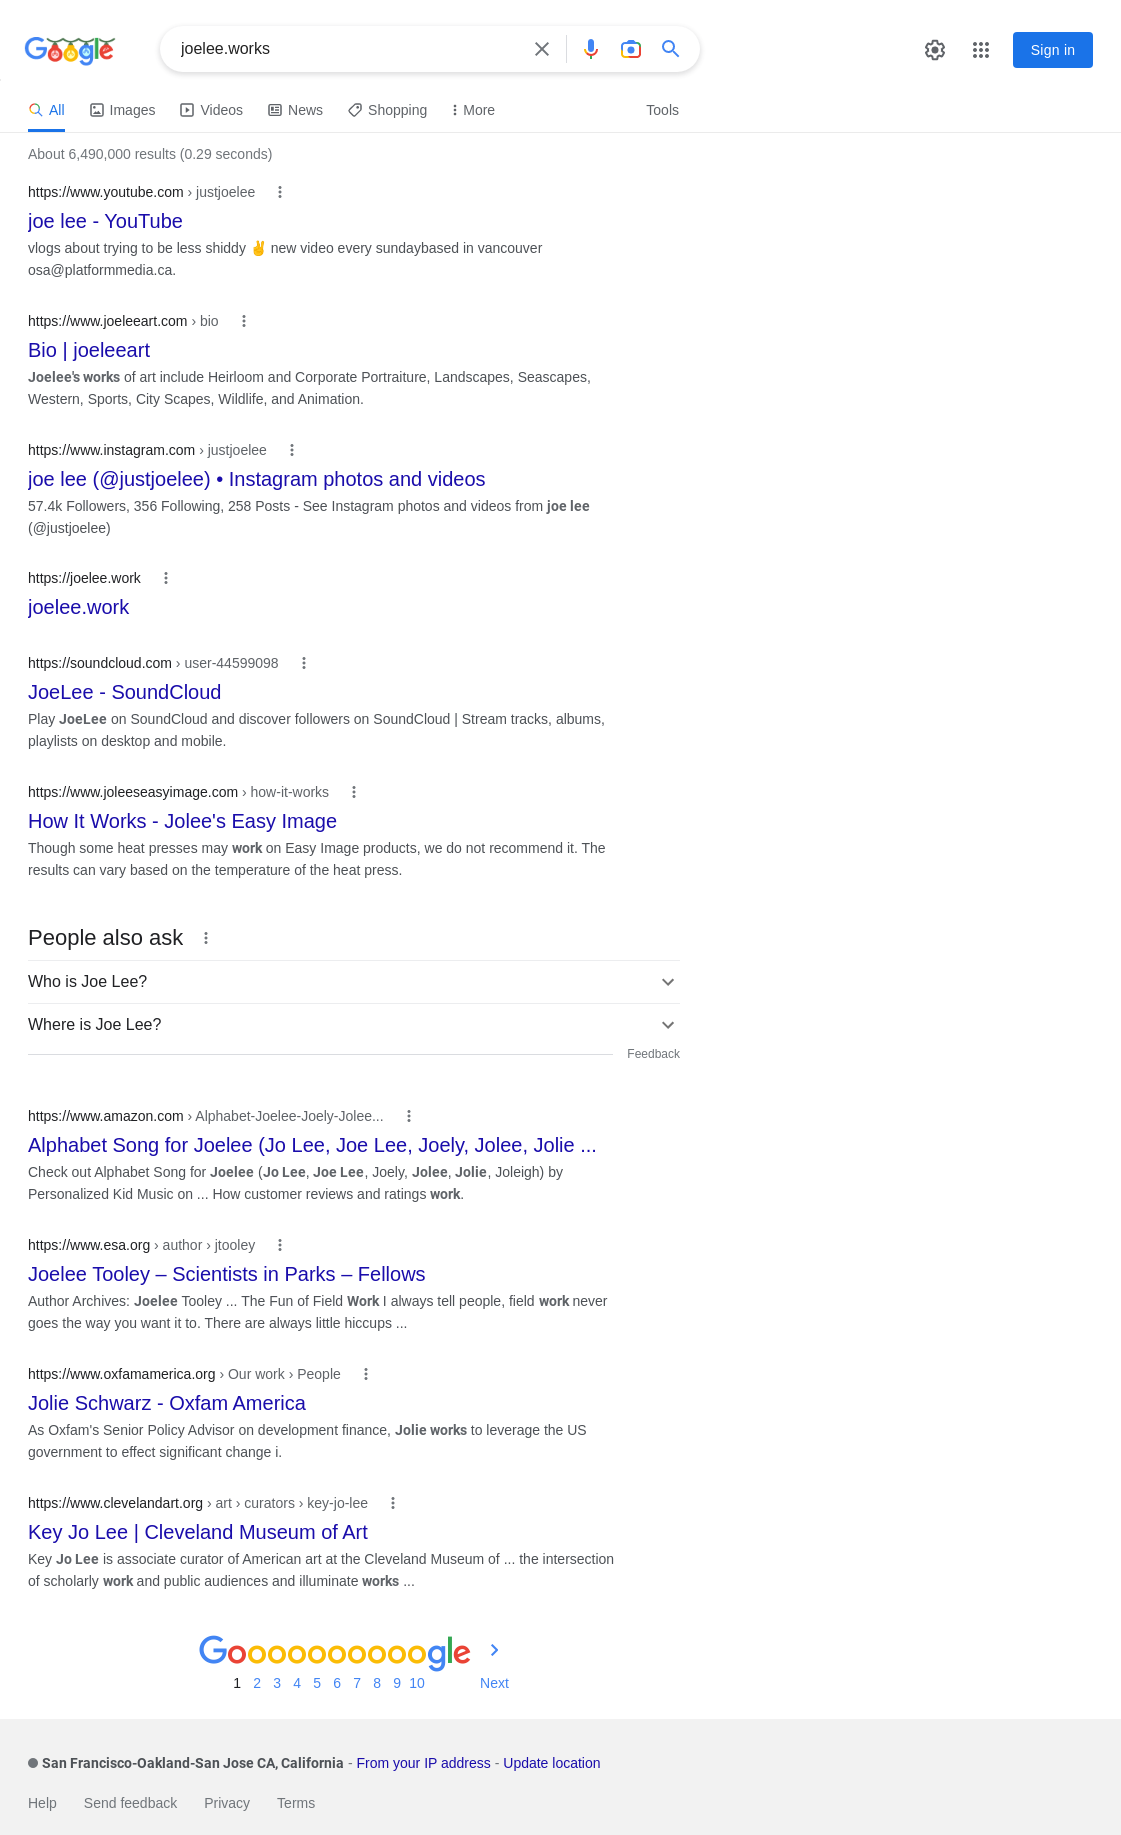 Google
joelee.works
Sign in
All Images Videos News Shopping More Tools
About 6,490,000 results (0.29 seconds)
https://www.youtube.com › justjoelee
joe lee - YouTube
vlogs about trying to be less shiddy ✌️ new video every sundaybased in vancouver
osa@platformmedia.ca.
https://www.joeleeart.com › bio
Bio | joeleeart
Joelee's works of art include Heirloom and Corporate Portraiture, Landscapes, Seascapes,
Western, Sports, City Scapes, Wildlife, and Animation.
https://www.instagram.com › justjoelee
joe lee (@justjoelee) • Instagram photos and videos
57.4k Followers, 356 Following, 258 Posts - See Instagram photos and videos from joe lee
(@justjoelee)
https://joelee.work
joelee.work
https://soundcloud.com › user-44599098
JoeLee - SoundCloud
Play JoeLee on SoundCloud and discover followers on SoundCloud | Stream tracks, albums,
playlists on desktop and mobile.
https://www.joleeseasyimage.com › how-it-works
How It Works - Jolee's Easy Image
Though some heat presses may work on Easy Image products, we do not recommend it. The
results can vary based on the temperature of the heat press.
People also ask
Who is Joe Lee?
Where is Joe Lee?
Feedback
https://www.amazon.com › Alphabet-Joelee-Joely-Jolee...
Alphabet Song for Joelee (Jo Lee, Joe Lee, Joely, Jolee, Jolie ...
Check out Alphabet Song for Joelee (Jo Lee, Joe Lee, Joely, Jolee, Jolie, Joleigh) by
Personalized Kid Music on ... How customer reviews and ratings work.
https://www.esa.org › author › jtooley
Joelee Tooley – Scientists in Parks – Fellows
Author Archives: Joelee Tooley ... The Fun of Field Work I always tell people, field work never
goes the way you want it to. There are always little hiccups ...
https://www.oxfamamerica.org › Our work › People
Jolie Schwarz - Oxfam America
As Oxfam's Senior Policy Advisor on development finance, Jolie works to leverage the US
government to effect significant change i.
https://www.clevelandart.org › art › curators › key-jo-lee
Key Jo Lee | Cleveland Museum of Art
Key Jo Lee is associate curator of American art at the Cleveland Museum of ... the intersection
of scholarly work and public audiences and illuminate works ...
Goooooooooogle
1 2 3 4 5 6 7 8 9 10 Next
San Francisco-Oakland-San Jose CA, California - From your IP address - Update location
Help Send feedback Privacy Terms